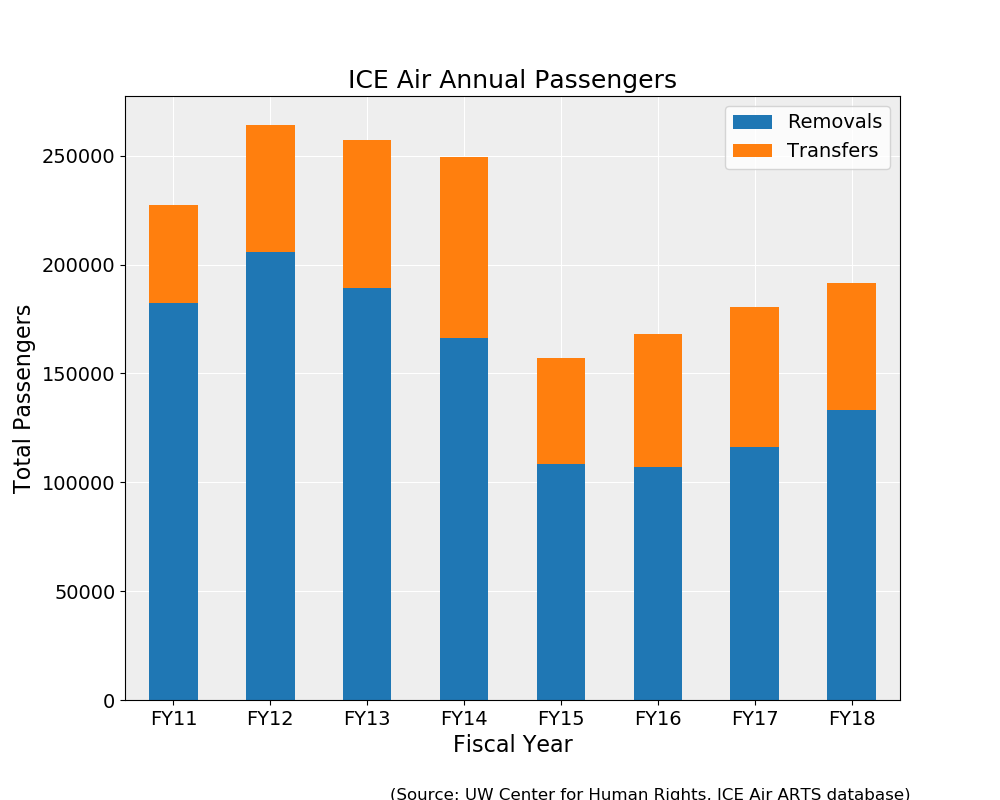 ICE Air Annual Passengers
Removals
Transfers
250000
200000
150000
100000
50000
0
Total Passengers
FY11 FY12 FY13 FY14 FY15 FY16 FY17 FY18
Fiscal Year
(Source: UW Center for Human Rights, ICE Air ARTS database)